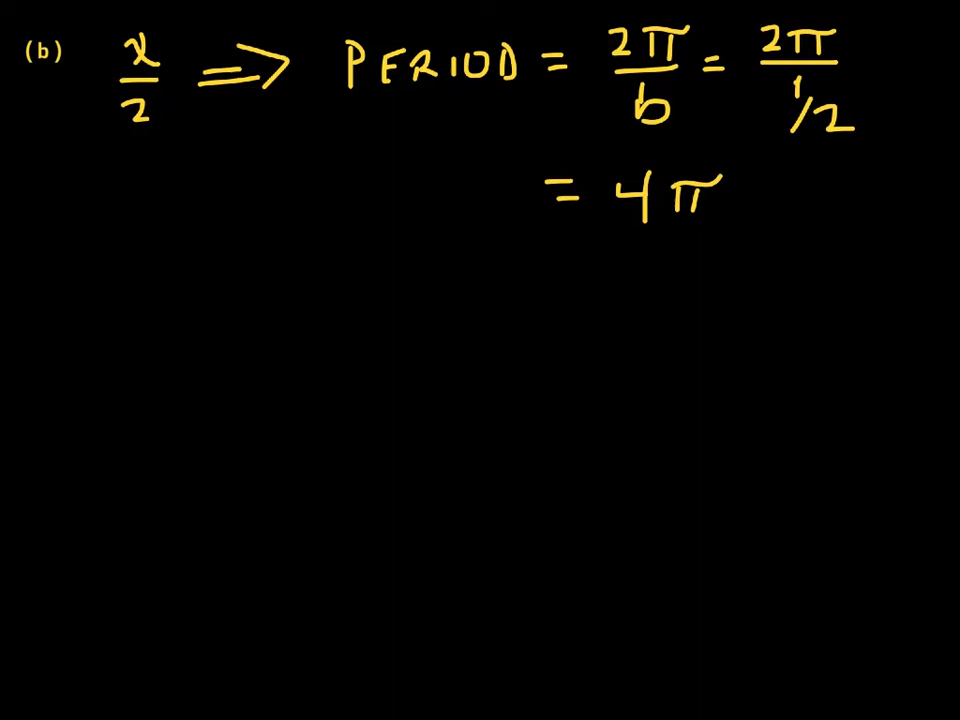 (b) x/2 ⇒ PERIOD = 2π/b = 2π/1/2
= 4π